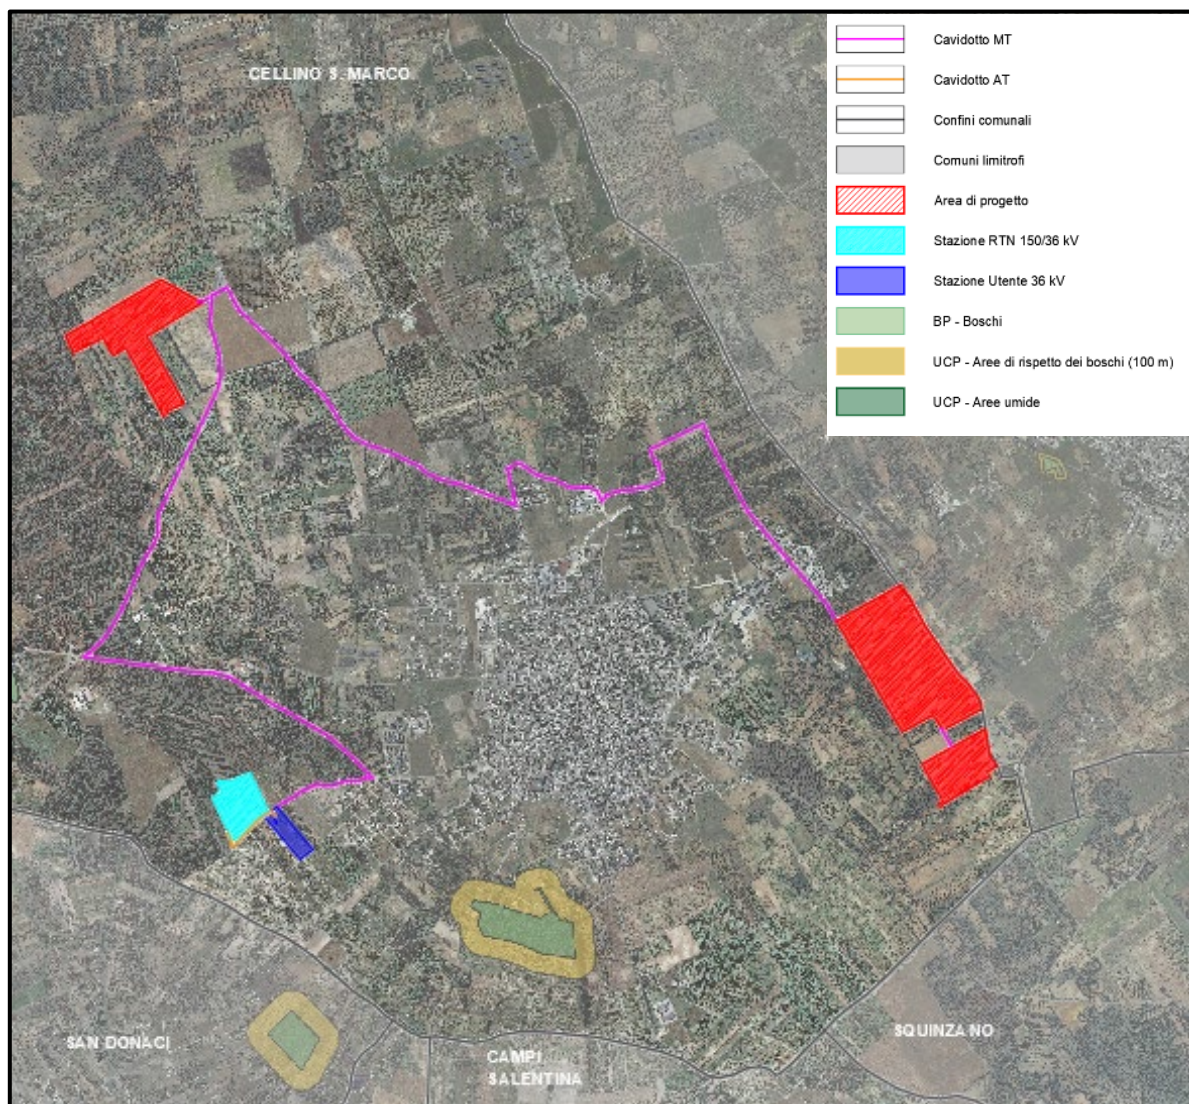 CELLINO S. MARCO
Cavidotto MT
Cavidotto AT
Confini comunali
Comuni limitrofi
Area di progetto
Stazione RTN 150/36 kV
Stazione Utente 36 kV
BP - Boschi
UCP - Aree di rispetto dei boschi (100 m)
UCP - Aree umide
SAN DONACI
CAMPI
SALENTINA
SQUINZANO